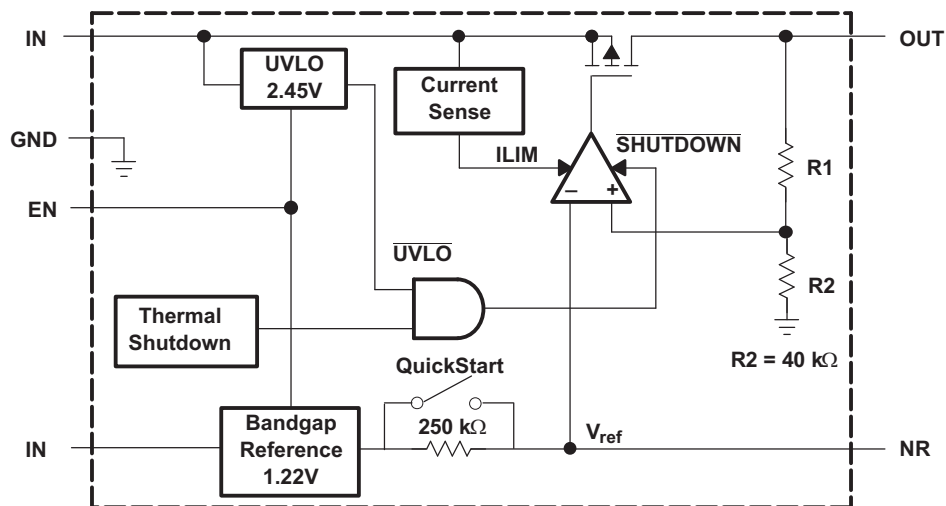 IN
OUT
UVLO
2.45V
Current
Sense
GND
SHUTDOWN
ILIM
R1
– +
EN
UVLO
R2
Thermal
Shutdown
QuickStart
R2 = 40 kΩ
250 kΩ
Bandgap
Reference
1.22V
Vref
IN
NR